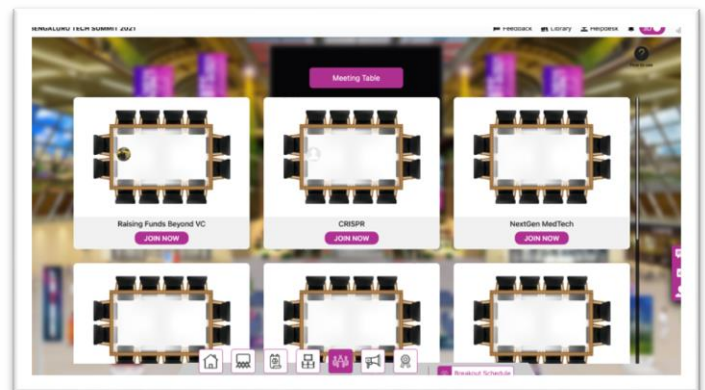 BENGALURU TECH SUMMIT 2021
Feedback Library Helpdesk
Meeting Table
Raising Funds Beyond VC
CRISPR
NextGen MedTech
JOIN NOW
JOIN NOW
JOIN NOW
Breakout Schedule